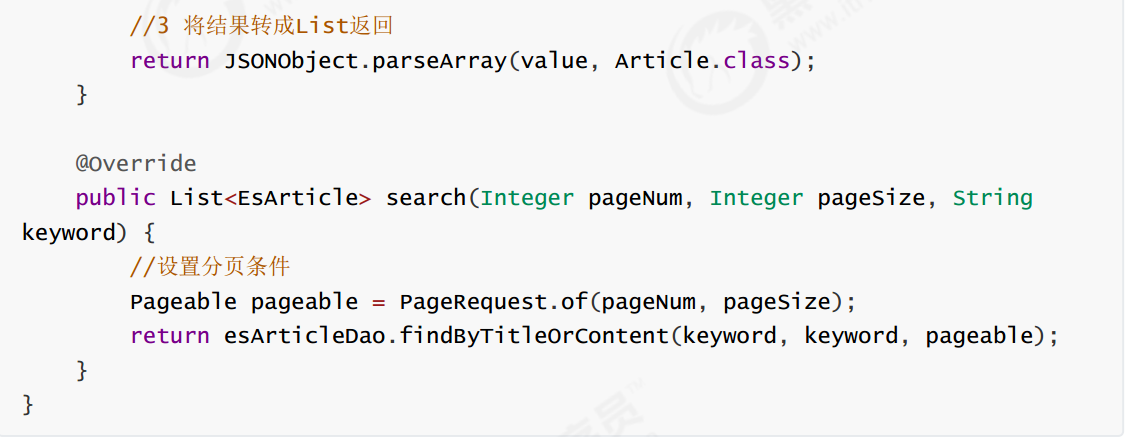 //3 将结果转成List返回
return JSONObject.parseArray(value, Article.class);
}
@Override
public List<EsArticle> search(Integer pageNum, Integer pageSize, String
keyword) {
//设置分页条件
Pageable pageable = PageRequest.of(pageNum, pageSize);
return esArticleDao.findByTitleOrContent(keyword, keyword, pageable);
}
}